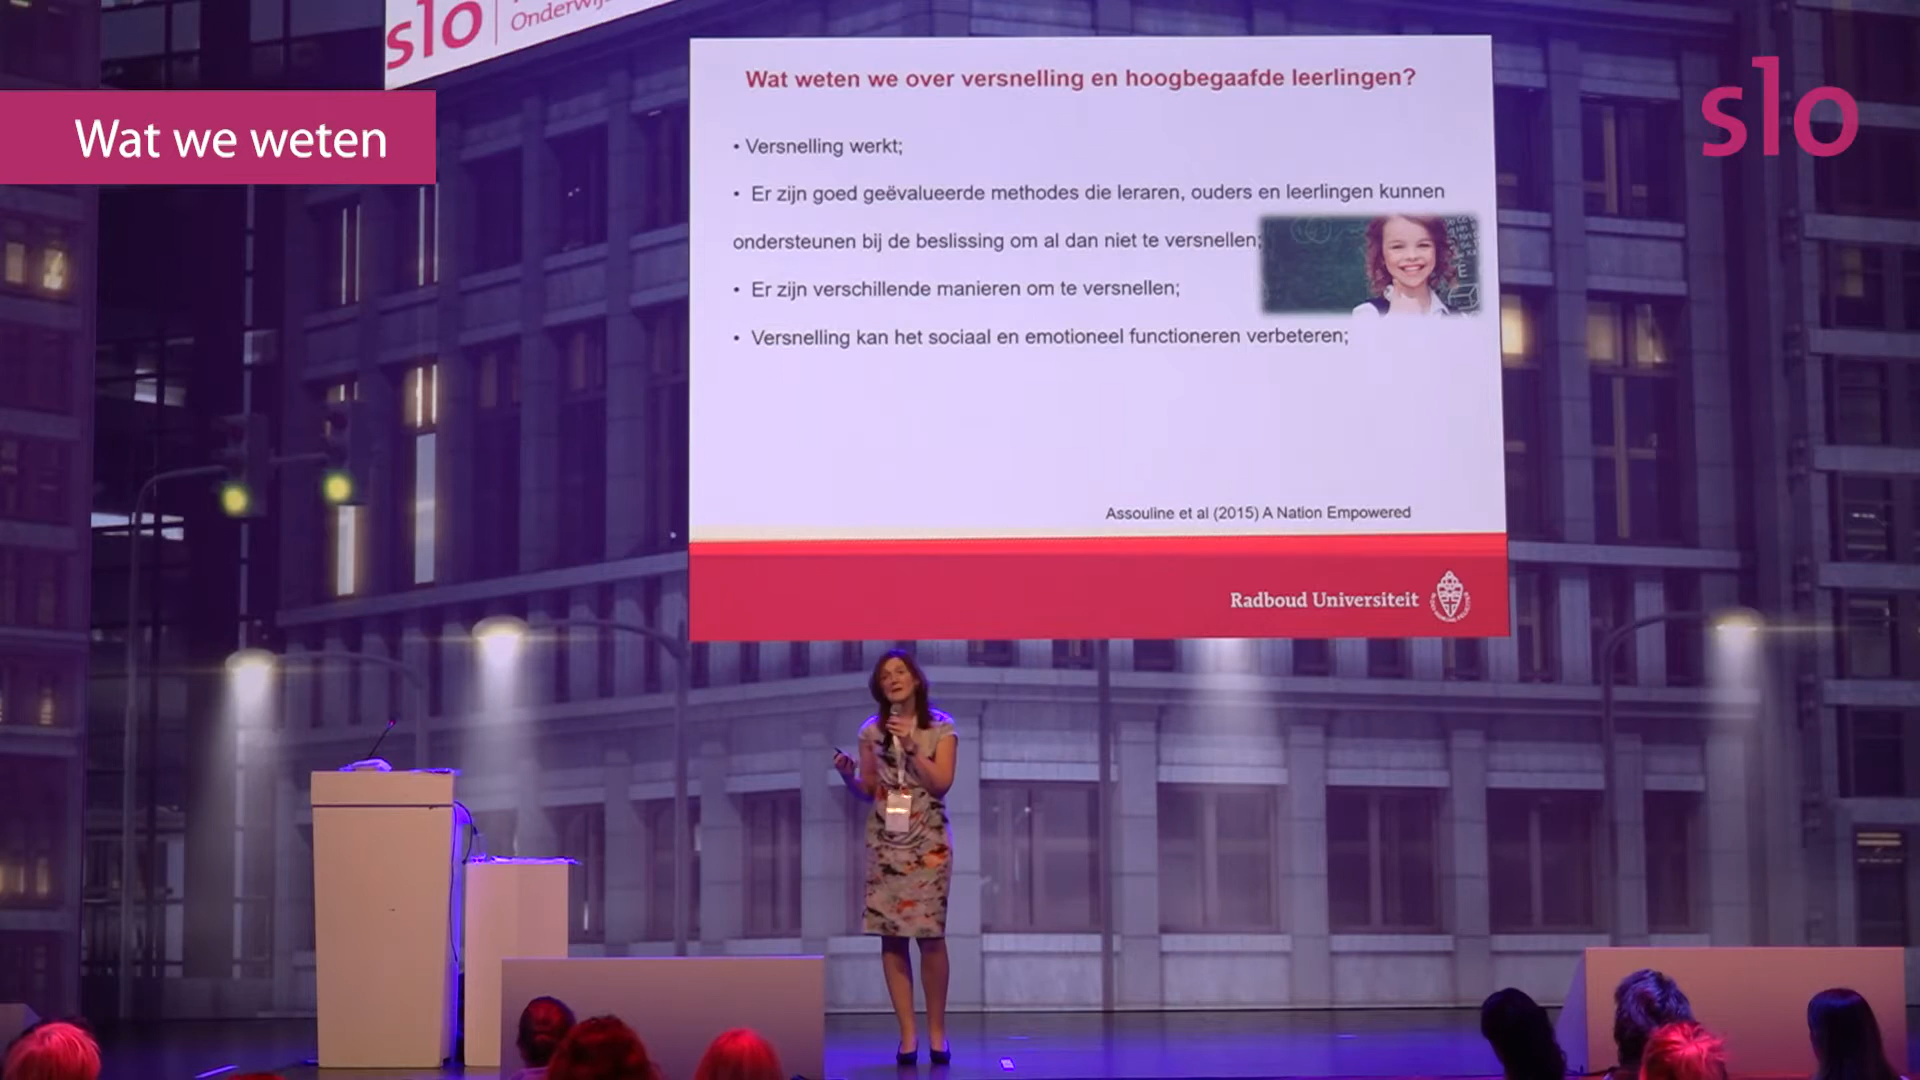 slo
Wat we weten
slo
Wat weten we over versnelling en hoogbegaafde leerlingen?
• Versnelling werkt;
• Er zijn goed geëvalueerde methodes die leraren, ouders en leerlingen kunnen
ondersteunen bij de beslissing om al dan niet te versnellen;
• Er zijn verschillende manieren om te versnellen;
• Versnelling kan het sociaal en emotioneel functioneren verbeteren;
Assouline et al (2015) A Nation Empowered
Radboud Universiteit